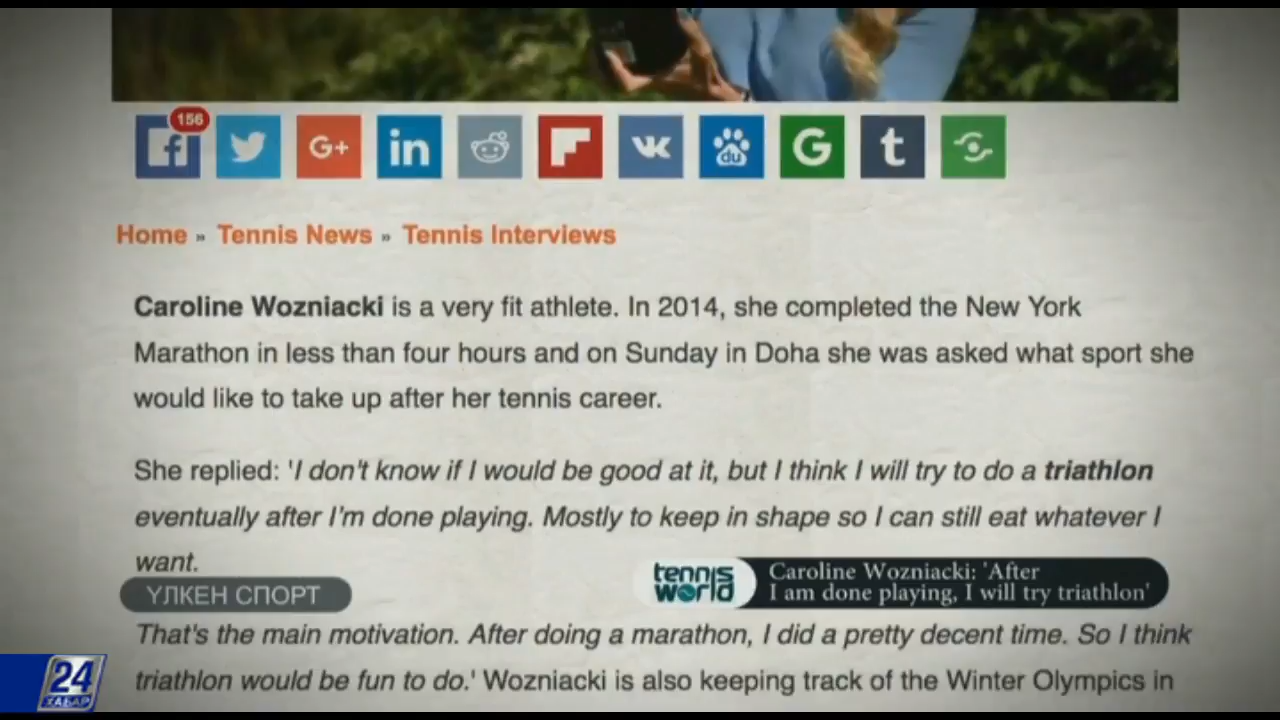 156
G+
in
du
G
t
Home » Tennis News » Tennis Interviews
Caroline Wozniacki is a very fit athlete. In 2014, she completed the New York
Marathon in less than four hours and on Sunday in Doha she was asked what sport she
would like to take up after her tennis career.
She replied: 'I don't know if I would be good at it, but I think I will try to do a triathlon
eventually after I'm done playing. Mostly to keep in shape so I can still eat whatever I
want.
ҮЛКЕН СПОРТ
tennis
world
Caroline Wozniacki: 'After
I am done playing, I will try triathlon'
That's the main motivation. After doing a marathon, I did a pretty decent time. So I think
triathlon would be fun to do.' Wozniacki is also keeping track of the Winter Olympics in
24
ХАБАР